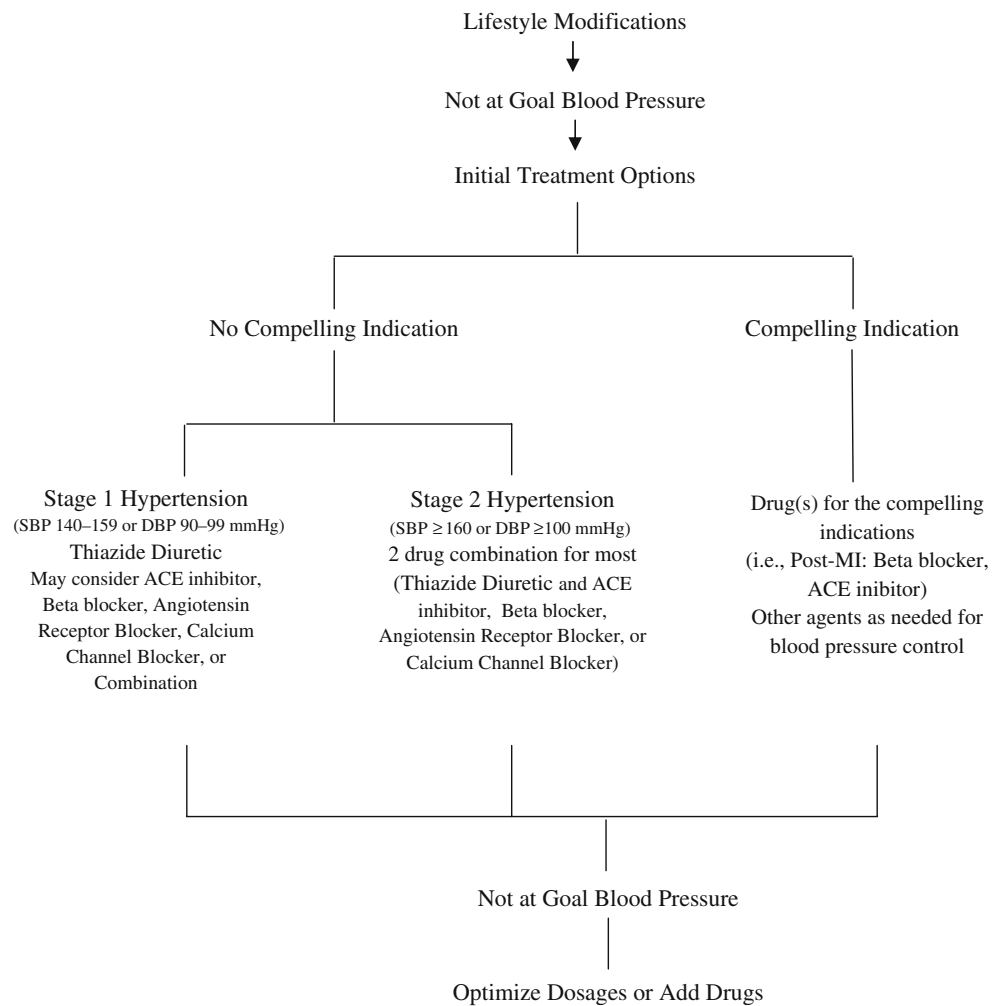 Lifestyle Modifications
Not at Goal Blood Pressure
Initial Treatment Options
No Compelling Indication
Compelling Indication
Stage 1 Hypertension
(SBP 140–159 or DBP 90–99 mmHg)
Thiazide Diuretic
May consider ACE inhibitor,
Beta blocker, Angiotensin
Receptor Blocker, Calcium
Channel Blocker, or
Combination
Stage 2 Hypertension
(SBP ≥160 or DBP ≥100 mmHg)
2 drug combination for most
(Thiazide Diuretic and ACE
inhibitor, Beta blocker,
Angiotensin Receptor Blocker, or
Calcium Channel Blocker)
Drug(s) for the compelling
indications
(i.e., Post-MI: Beta blocker,
ACE inibitor)
Other agents as needed for
blood pressure control
Not at Goal Blood Pressure
Optimize Dosages or Add Drugs